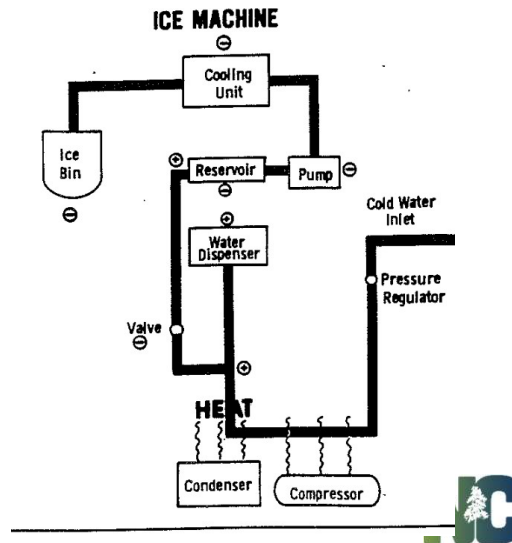 ICE MACHINE
⊖
Cooling
Unit
Ice
Bin
⊖
⊕
Reservoir
⊖
Pump
⊖
Cold Water
Inlet
⊕
Water
Dispenser
Pressure
Regulator
Valve
⊖
⊕
HEAT
Condenser
Compressor
NC